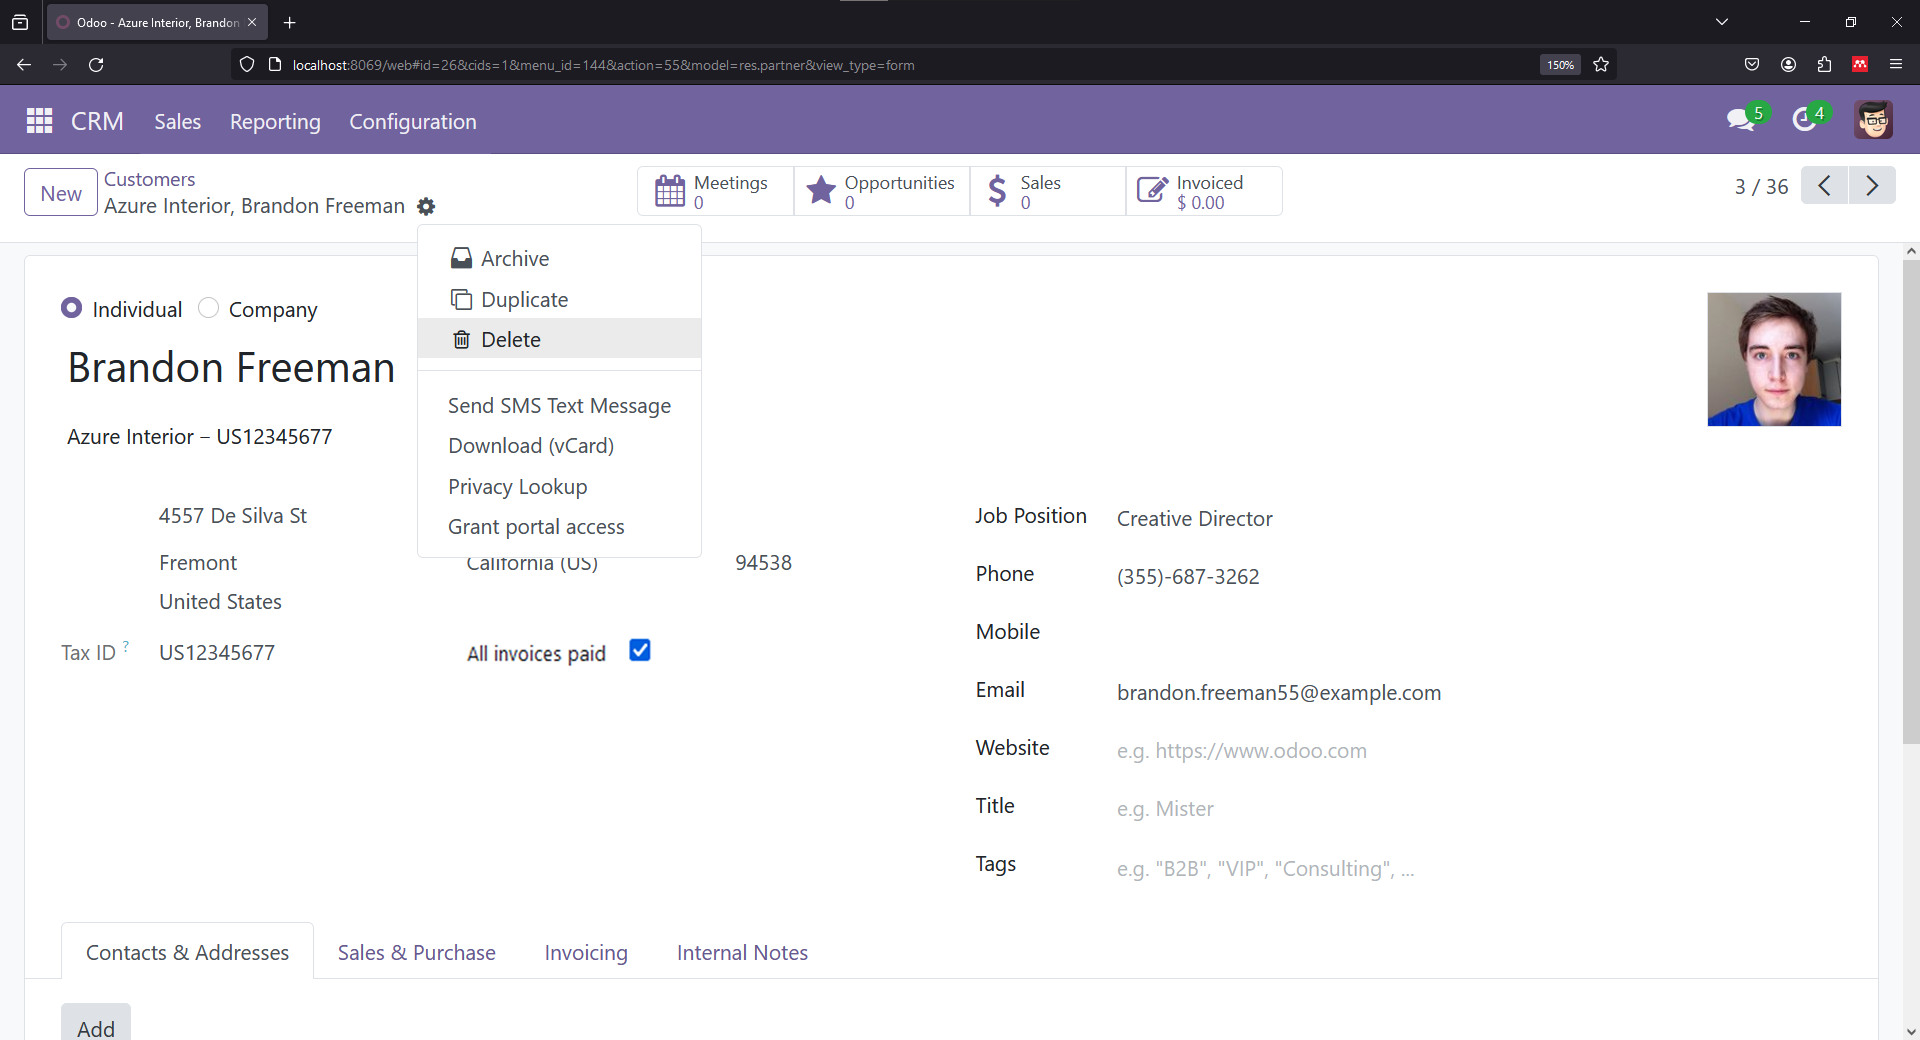 Odoo - Azure Interior, Brandon
localhost:8069/web#id=26&cids=1&menu_id=144&action=55&model=res.partner&view_type=form
150%
CRM
Sales
Reporting
Configuration
5
4
New
Customers
Azure Interior, Brandon Freeman
Meetings
0
Opportunities
0
Sales
0
Invoiced
$ 0.00
3 / 36
Archive
Duplicate
Delete
Send SMS Text Message
Download (vCard)
Privacy Lookup
Grant portal access
Individual
Company
Brandon Freeman
Azure Interior – US12345677
4557 De Silva St
Fremont
California (US)
94538
United States
Tax ID ?
US12345677
All invoices paid
Job Position
Creative Director
Phone
(355)-687-3262
Mobile
Email
brandon.freeman55@example.com
Website
e.g. https://www.odoo.com
Title
e.g. Mister
Tags
e.g. "B2B", "VIP", "Consulting", ...
Contacts & Addresses
Sales & Purchase
Invoicing
Internal Notes
Add